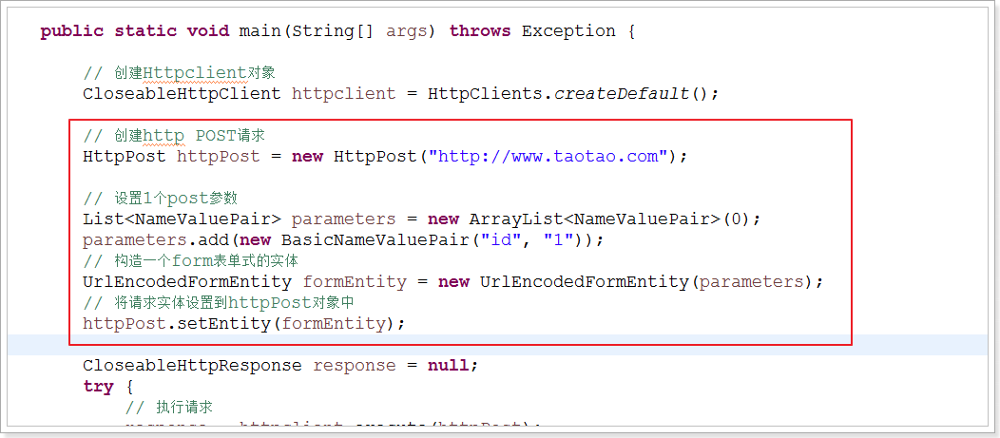 public static void main(String[] args) throws Exception {
// 创建Httpclient对象
CloseableHttpClient httpclient = HttpClients.createDefault();
// 创建http POST请求
HttpPost httpPost = new HttpPost("http://www.taotao.com");
// 设置1个post参数
List<NameValuePair> parameters = new ArrayList<NameValuePair>(0);
parameters.add(new BasicNameValuePair("id", "1"));
// 构造一个form表单式的实体
UrlEncodedFormEntity formEntity = new UrlEncodedFormEntity(parameters);
// 将请求实体设置到httpPost对象中
httpPost.setEntity(formEntity);
CloseableHttpResponse response = null;
try {
// 执行请求
response = httpclient.execute(httpPost);